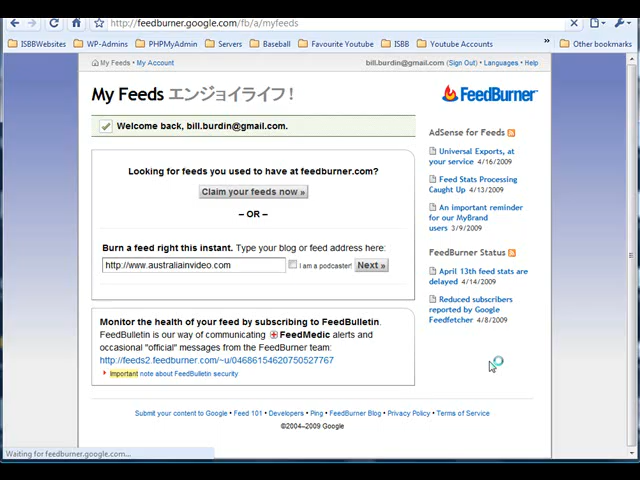 http://feedburner.google.com/fb/a/myfeeds
ISBBWebsites WP-Admins PHPMyAdmin Servers Baseball Favourite Youtube ISBB Youtube Accounts » Other bookmarks
My Feeds • My Account
bill.burdin@gmail.com (Sign Out) • Languages • Help
My Feeds エンジョイライフ!
FeedBurner
Welcome back, bill.burdin@gmail.com.
Looking for feeds you used to have at feedburner.com?
Claim your feeds now »
– OR –
Burn a feed right this instant. Type your blog or feed address here:
http://www.australiainvideo.com
I am a podcaster!
Next »
Monitor the health of your feed by subscribing to FeedBulletin.
FeedBulletin is our way of communicating FeedMedic alerts and
occasional "official" messages from the FeedBurner team:
http://feeds2.feedburner.com/~u/04686154620750527767
Important note about FeedBulletin security
AdSense for Feeds
Universal Exports, at
your service 4/16/2009
Feed Stats Processing
Caught Up 4/13/2009
An important reminder
for our MyBrand
users 3/9/2009
FeedBurner Status
April 13th feed stats are
delayed 4/14/2009
Reduced subscribers
reported by Google
Feedfetcher 4/8/2009
Submit your content to Google • Feed 101 • Developers • Ping • FeedBurner Blog • Privacy Policy • Terms of Service
©2004–2009 Google
Waiting for feedburner.google.com...